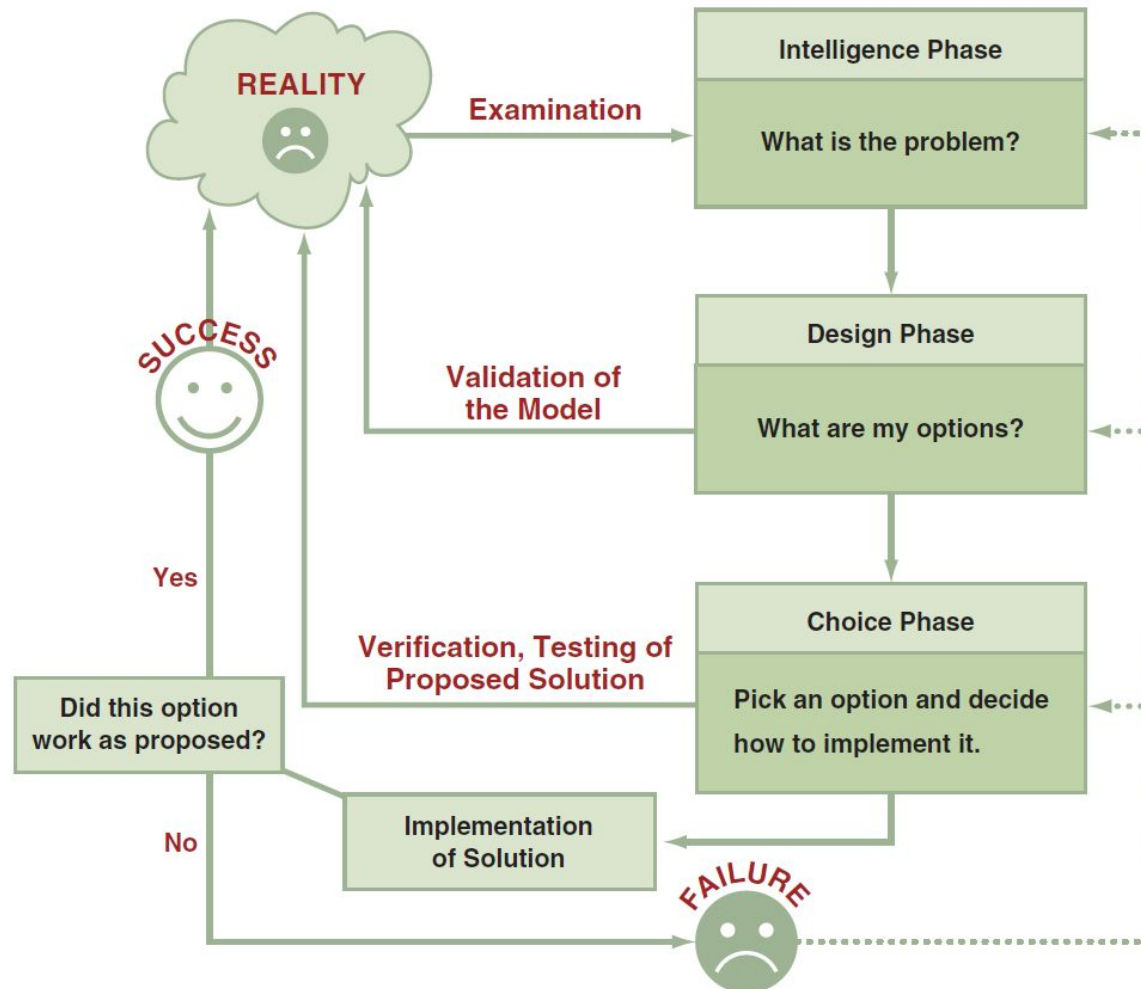 REALITY
Examination
Intelligence Phase
What is the problem?
Design Phase
What are my options?
Validation of
the Model
SUCCESS
Yes
Choice Phase
Pick an option and decide
how to implement it.
Verification, Testing of
Proposed Solution
Did this option
work as proposed?
Implementation
of Solution
No
FAILURE